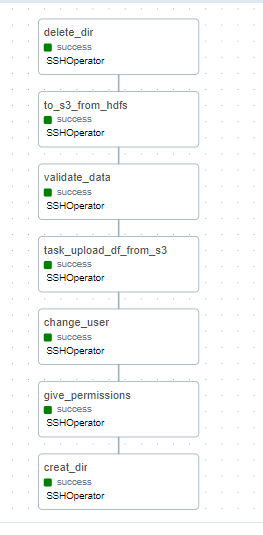 delete_dir
success
SSHOperator
to_s3_from_hdfs
success
SSHOperator
validate_data
success
SSHOperator
task_upload_df_from_s3
success
SSHOperator
change_user
success
SSHOperator
give_permissions
success
SSHOperator
creat_dir
success
SSHOperator